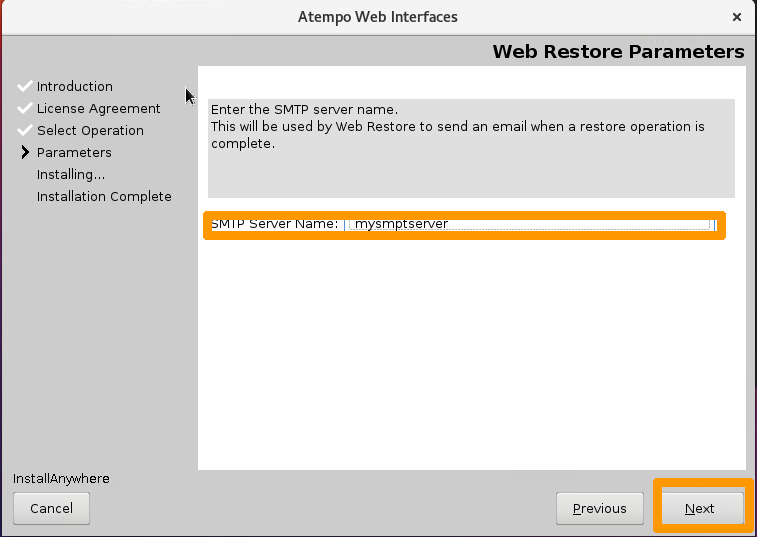 Atempo Web Interfaces
Web Restore Parameters
Introduction
License Agreement
Select Operation
Parameters
Installing...
Installation Complete
Enter the SMTP server name.
This will be used by Web Restore to send an email when a restore operation is
complete.
SMTP Server Name: mysmptserver
InstallAnywhere
Cancel
Previous
Next